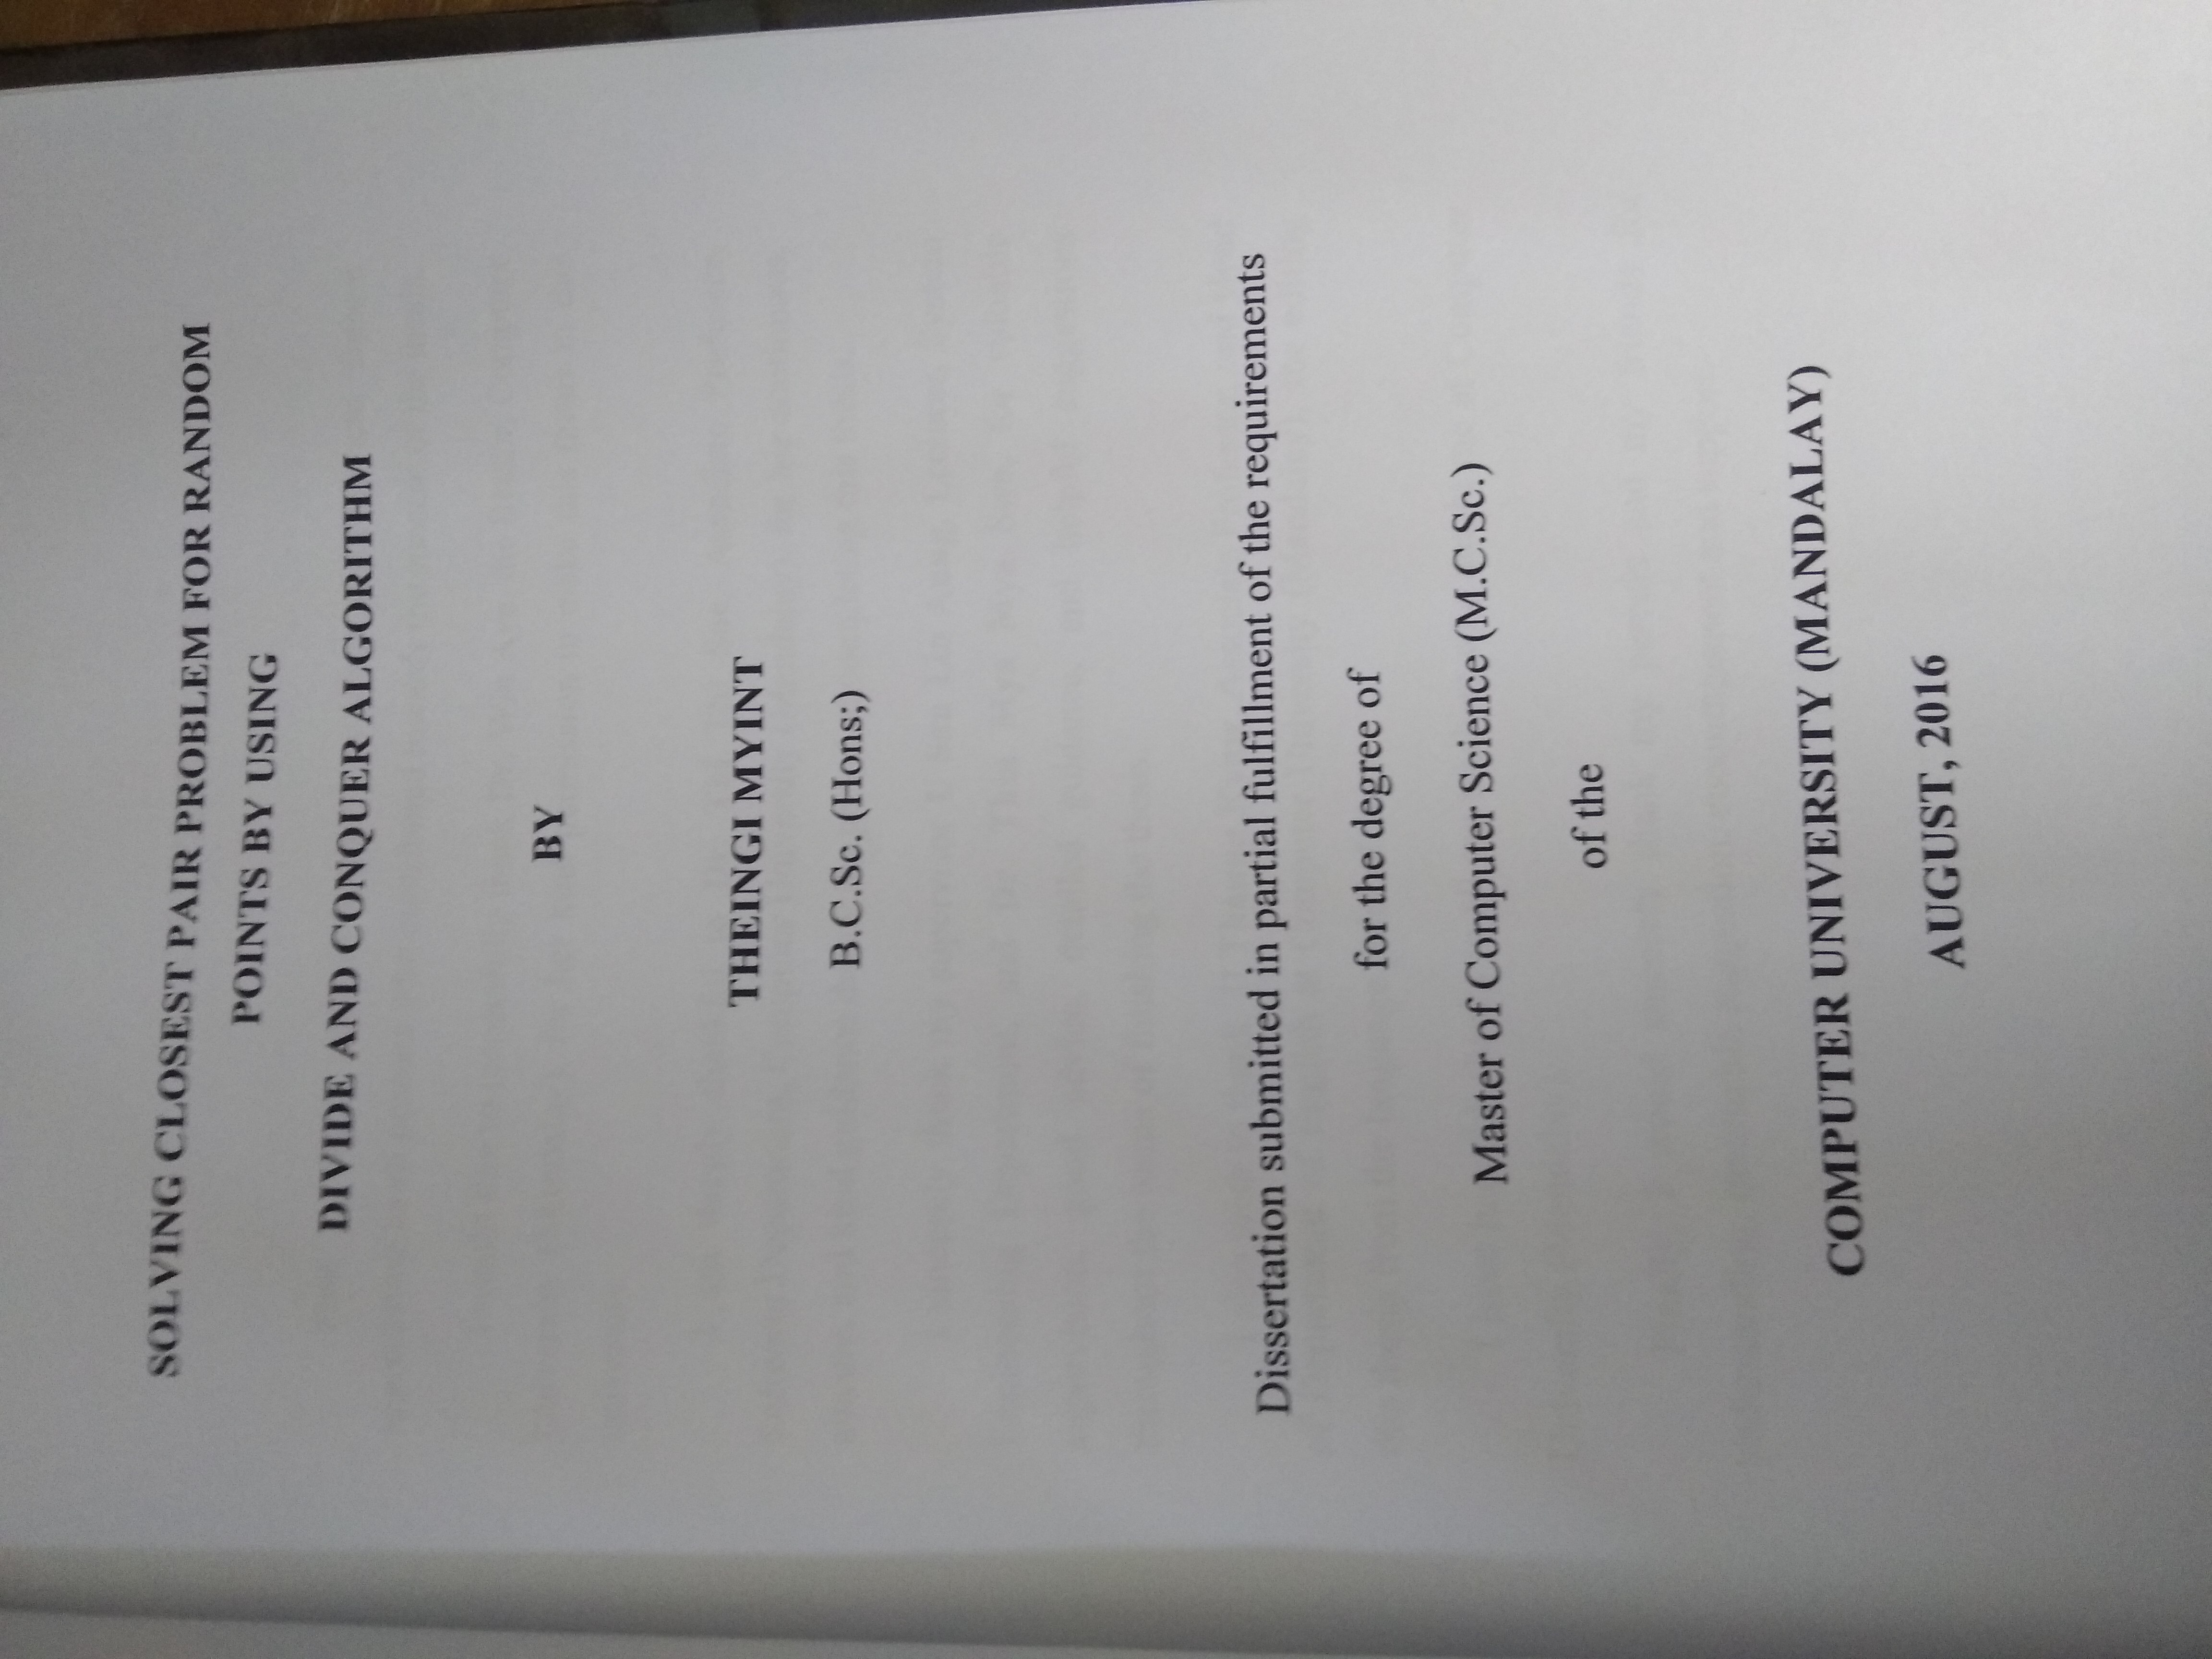 SOLVING CLOSEST PAIR PROBLEM FOR RANDOM
POINTS BY USING
DIVIDE AND CONQUER ALGORITHM
BY
THEINGI MYINT
B.C.Sc. (Hons;)
Dissertation submitted in partial fulfillment of the requirements
for the degree of
Master of Computer Science (M.C.Sc.)
of the
COMPUTER UNIVERSITY (MANDALAY)
AUGUST, 2016